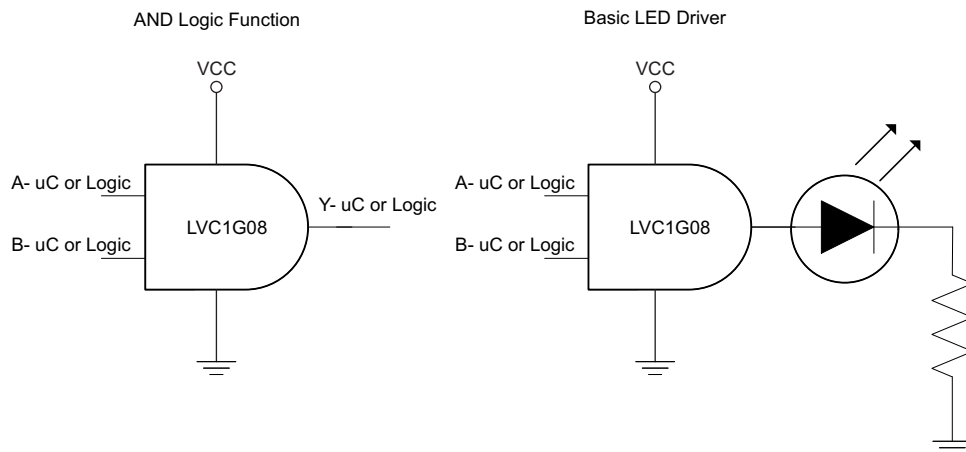 AND Logic Function
VCC
A- uC or Logic
B- uC or Logic
LVC1G08
Y- uC or Logic
Basic LED Driver
VCC
A- uC or Logic
B- uC or Logic
LVC1G08